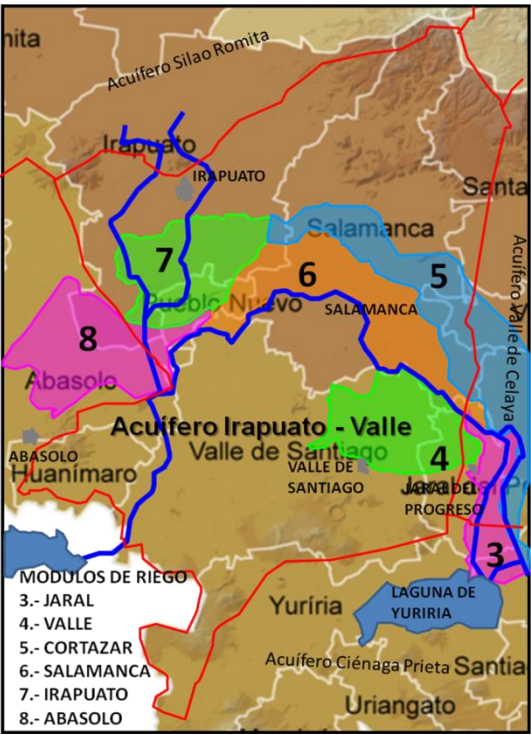 mita
Acuífero Silao Romita
Irapuato
IRAPUATO
Santa
Salamanca
7
6
5
Pueblo Nuevo
SALAMANCA
Acuífero Valle de Celaya
8
Abasolo
Acuífero Irapuato - Valle
ABASOLO
Valle de Santiago
4
Huanímaro
VALLE DE
SANTIAGO
JARAL DEL
PROGRESO
3
MODULOS DE RIEGO
3.- JARAL
4.- VALLE
5.- CORTAZAR
6.- SALAMANCA
7.- IRAPUATO
8.- ABASOLO
LAGUNA DE
YURIRIA
Yuríria
Acuífero Ciénaga Prieta
Santia
Uriangato